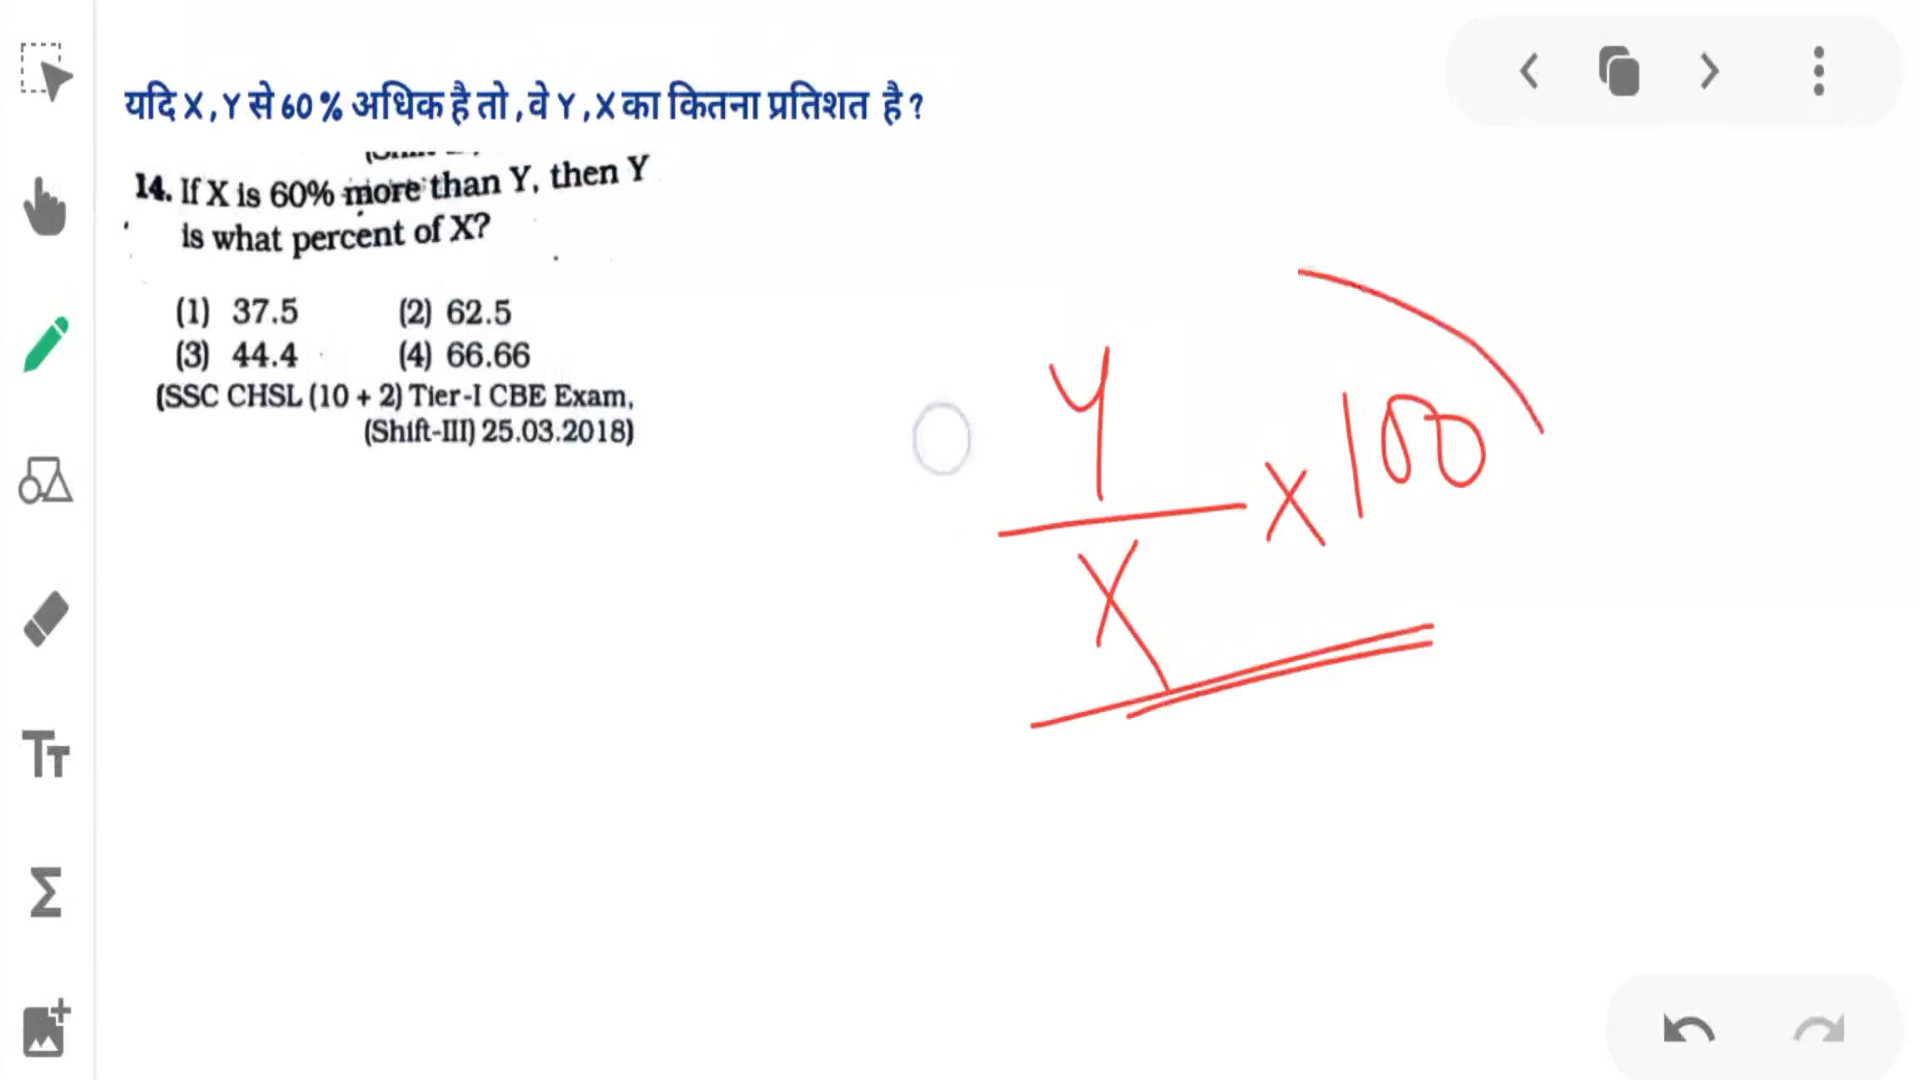 यदि X , Y से 60 % अधिक है तो , वे Y , X का कितना प्रतिशत है ?
14. If X is 60% more than Y, then Y
is what percent of X?
(1) 37.5 (2) 62.5
(3) 44.4 (4) 66.66
(SSC CHSL (10 + 2) Tier-I CBE Exam,
(Shift-III) 25.03.2018)
Y
X
x 100